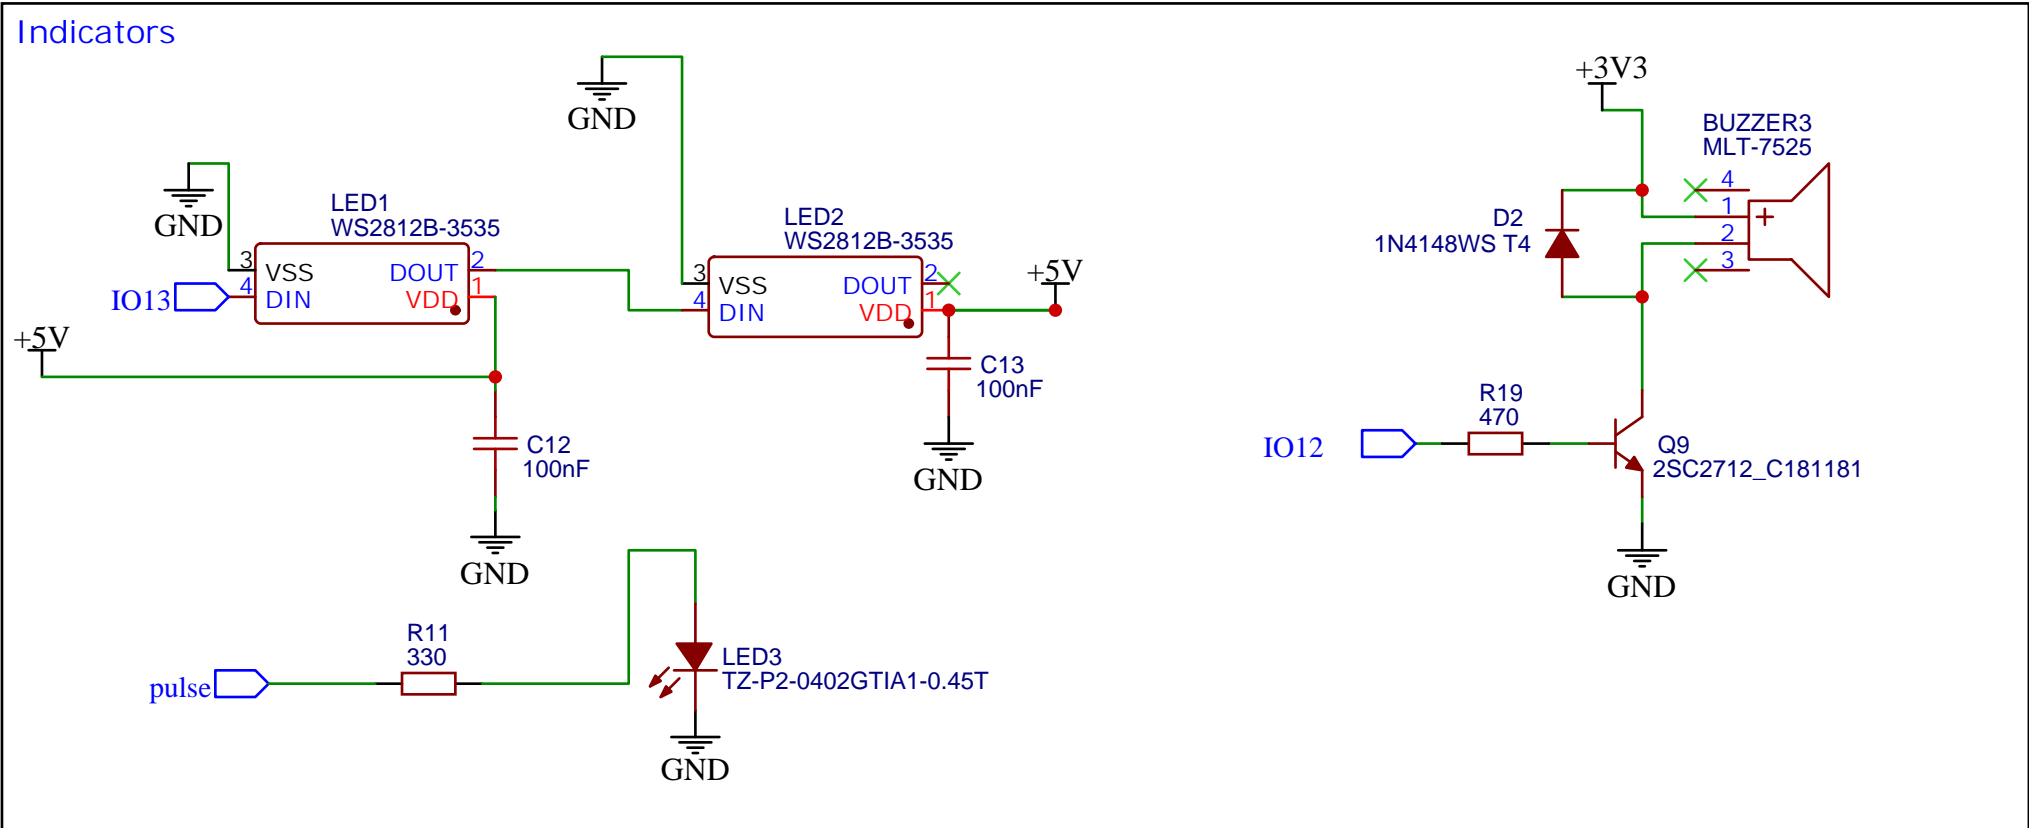 Indicators
GND
+3V3
BUZZER3
MLT-7525
4
1
+
2
3
D2
1N4148WS T4
GND
LED1
WS2812B-3535
3
VSS
DOUT
2
IO13
4
DIN
VDD
1
LED2
WS2812B-3535
3
VSS
DOUT
2
4
DIN
VDD
1
+5V
+5V
C13
100nF
GND
C12
100nF
GND
R19
470
IO12
Q9
2SC2712_C181181
GND
R11
330
pulse
LED3
TZ-P2-0402GTIA1-0.45T
GND